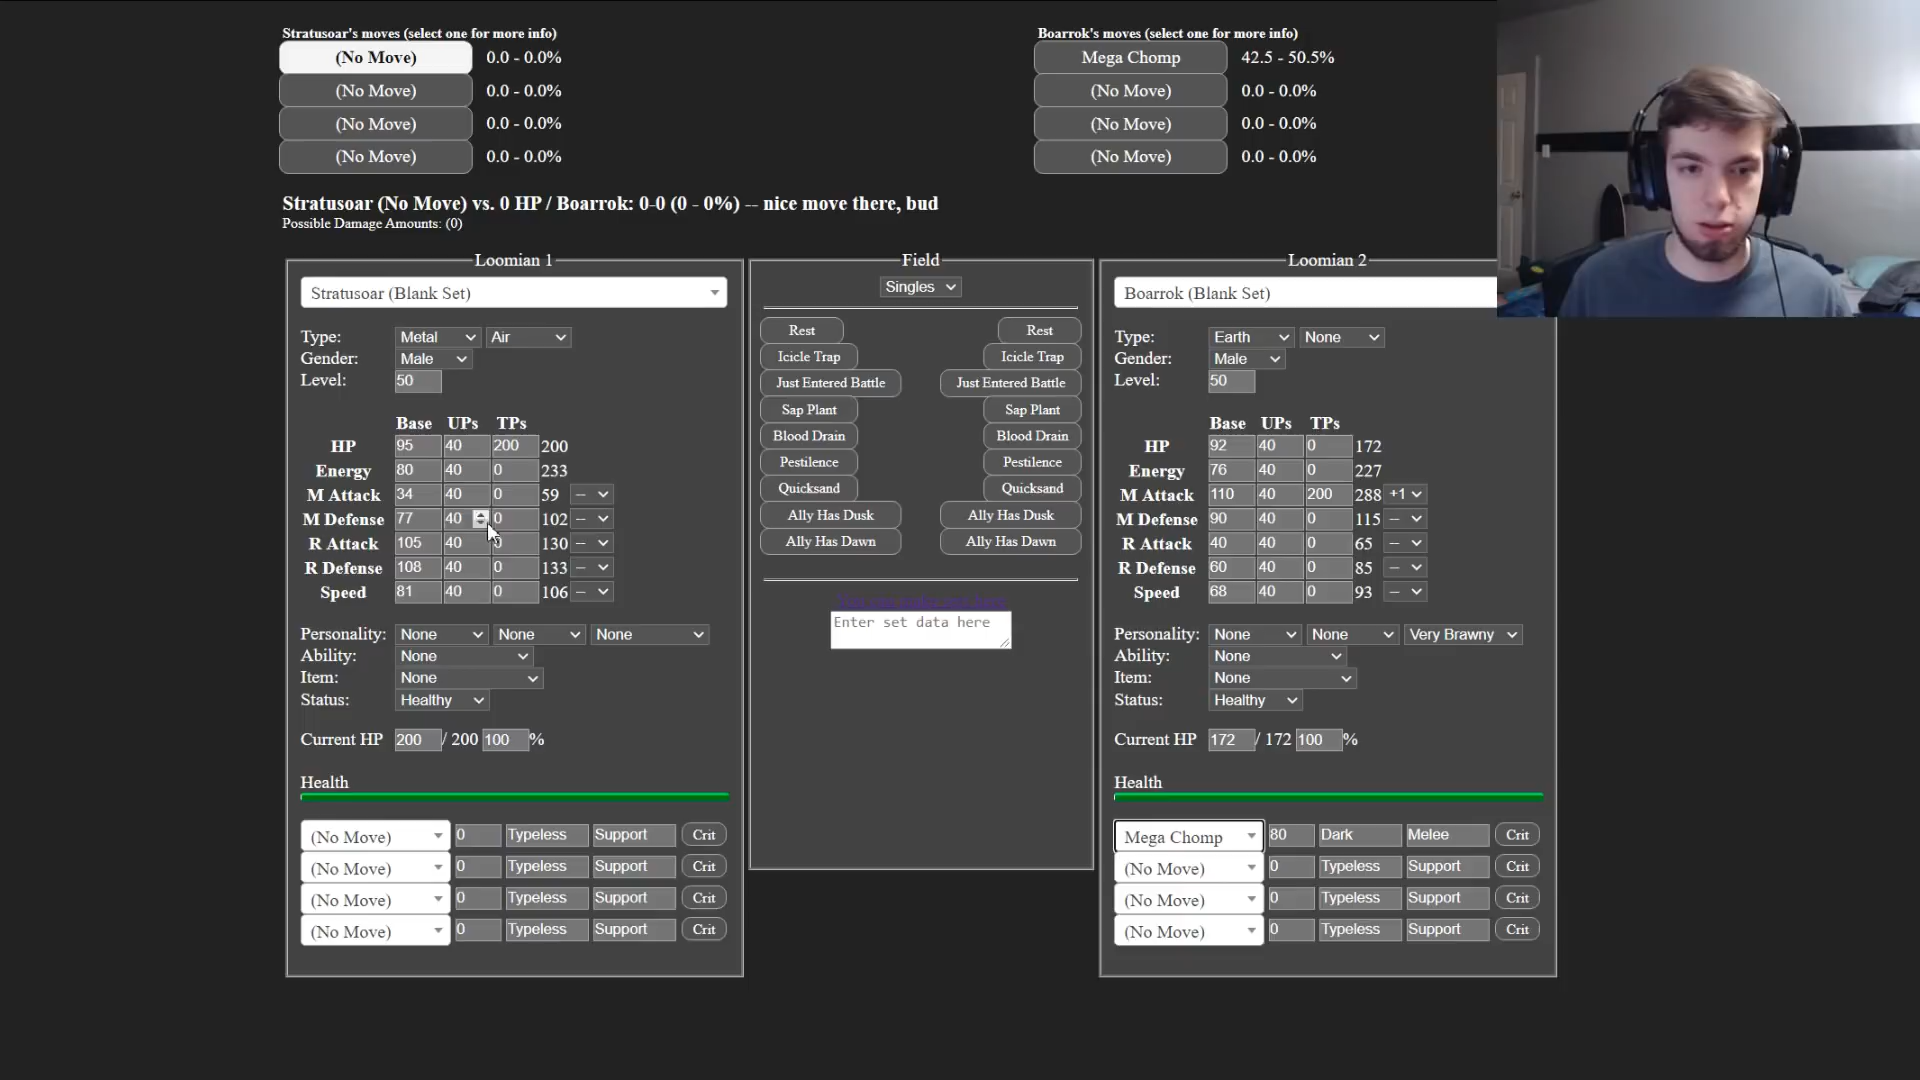 Stratusoar's moves (select one for more info)
(No Move) 0.0 - 0.0%
(No Move) 0.0 - 0.0%
(No Move) 0.0 - 0.0%
(No Move) 0.0 - 0.0%
Boarrok's moves (select one for more info)
Mega Chomp 42.5 - 50.5%
(No Move) 0.0 - 0.0%
(No Move) 0.0 - 0.0%
(No Move) 0.0 - 0.0%
Stratusoar (No Move) vs. 0 HP / Boarrok: 0-0 (0 - 0%) -- nice move there, bud
Possible Damage Amounts: (0)
Loomian 1
Stratusoar (Blank Set)
Type: Metal Air
Gender: Male
Level: 50
Base UPs TPs
HP 95 40 200 200
Energy 80 40 0 233
M Attack 34 40 0 59 --
M Defense 77 40 0 102 --
R Attack 105 40 0 130 --
R Defense 108 40 0 133 --
Speed 81 40 0 106 --
Personality: None None None
Ability: None
Item: None
Status: Healthy
Current HP 200 / 200 100 %
Health
(No Move) 0 Typeless Support Crit
(No Move) 0 Typeless Support Crit
(No Move) 0 Typeless Support Crit
(No Move) 0 Typeless Support Crit
Field
Singles
Rest Rest
Icicle Trap Icicle Trap
Just Entered Battle Just Entered Battle
Sap Plant Sap Plant
Blood Drain Blood Drain
Pestilence Pestilence
Quicksand Quicksand
Ally Has Dusk Ally Has Dusk
Ally Has Dawn Ally Has Dawn
Enter set data here
Loomian 2
Boarrok (Blank Set)
Type: Earth None
Gender: Male
Level: 50
Base UPs TPs
HP 92 40 0 172
Energy 76 40 0 227
M Attack 110 40 200 288 +1
M Defense 90 40 0 115 --
R Attack 40 40 0 65 --
R Defense 60 40 0 85 --
Speed 68 40 0 93 --
Personality: None None Very Brawny
Ability: None
Item: None
Status: Healthy
Current HP 172 / 172 100 %
Health
Mega Chomp 80 Dark Melee Crit
(No Move) 0 Typeless Support Crit
(No Move) 0 Typeless Support Crit
(No Move) 0 Typeless Support Crit